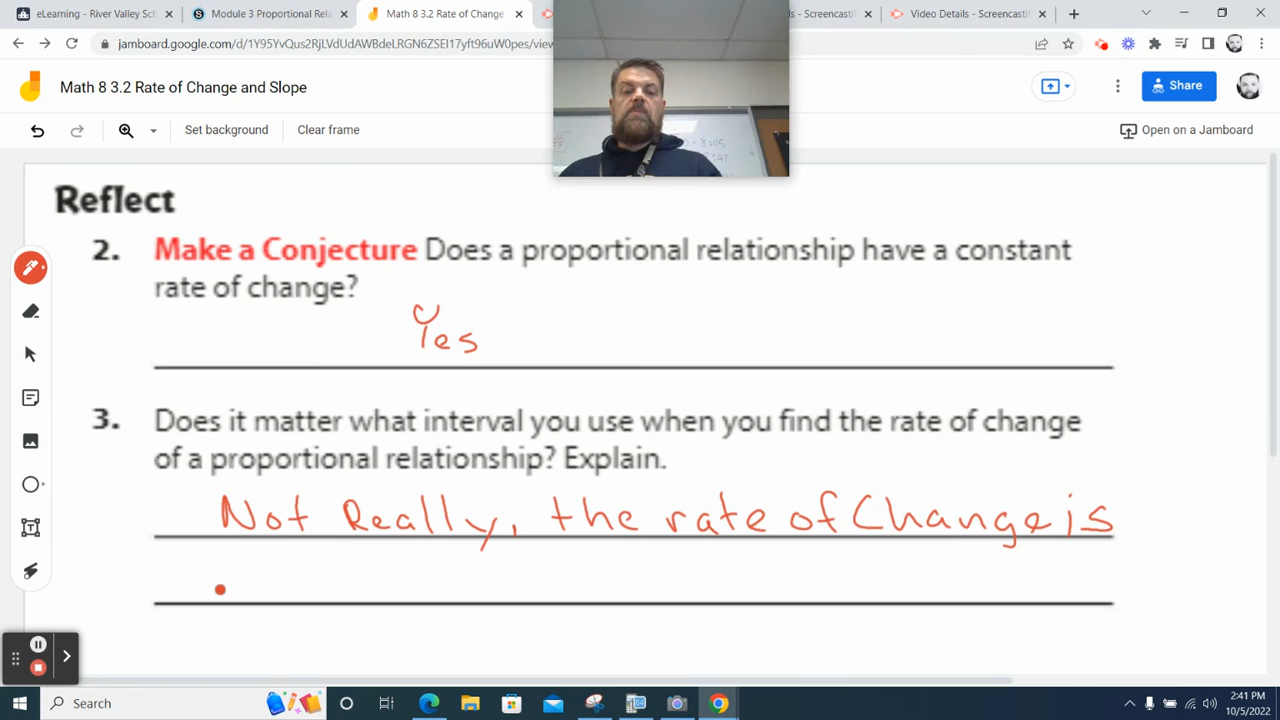 eLearning - River Valley Sch
Module 3 Proportional Rela
Math 8 3.2 Rate of Change
ls - Screencastif
Video Details - Screencastif
jamboard.google.com/d/1Y95YvQus2RjLVdUdAWBdeLRGN6ZSEI17yft96uW0pes/view
Math 8 3.2 Rate of Change and Slope
Share
Set background
Clear frame
Open on a Jamboard
Reflect
2. Make a Conjecture Does a proportional relationship have a constant
rate of change?
Yes
3. Does it matter what interval you use when you find the rate of change
of a proportional relationship? Explain.
Not Really, the rate of Change is
Search
2:41 PM
10/5/2022